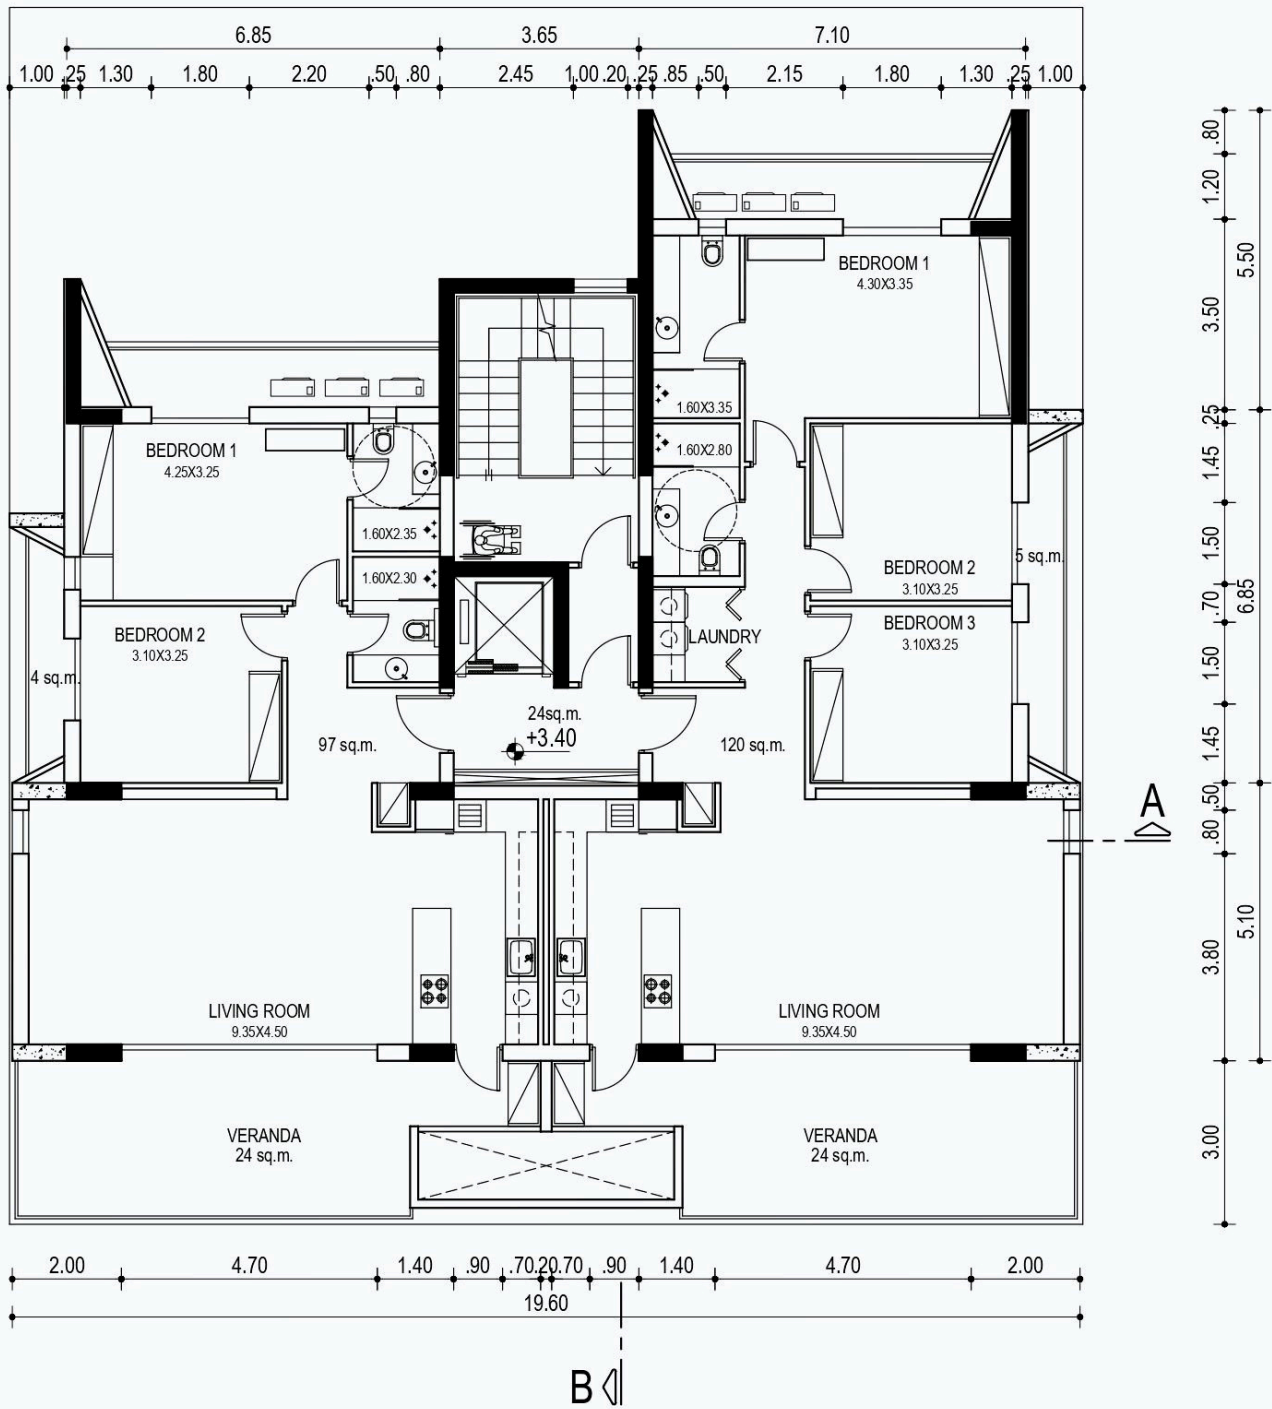 6.85 3.65 7.10
1.00 .25 1.30 1.80 2.20 .50 .80 2.45 1.00 .20 .25 .85 .50 2.15 1.80 1.30 .25 1.00
.80
1.20
5.50
3.50
BEDROOM 1
4.30X3.35
1.60X3.35
1.60X2.80
BEDROOM 1
4.25X3.25
1.60X2.35
1.60X2.30
.25
1.45
1.50
.70
6.85
1.50
1.45
BEDROOM 2
3.10X3.25
5 sq.m.
BEDROOM 3
3.10X3.25
BEDROOM 2
3.10X3.25
LAUNDRY
4 sq.m.
24sq.m.
+3.40
97 sq.m.
120 sq.m.
.50
.80
A
5.10
3.80
LIVING ROOM
9.35X4.50
LIVING ROOM
9.35X4.50
VERANDA
24 sq.m.
VERANDA
24 sq.m.
3.00
2.00 4.70 1.40 .90 .70 .20 .70 .90 1.40 4.70 2.00
19.60
B